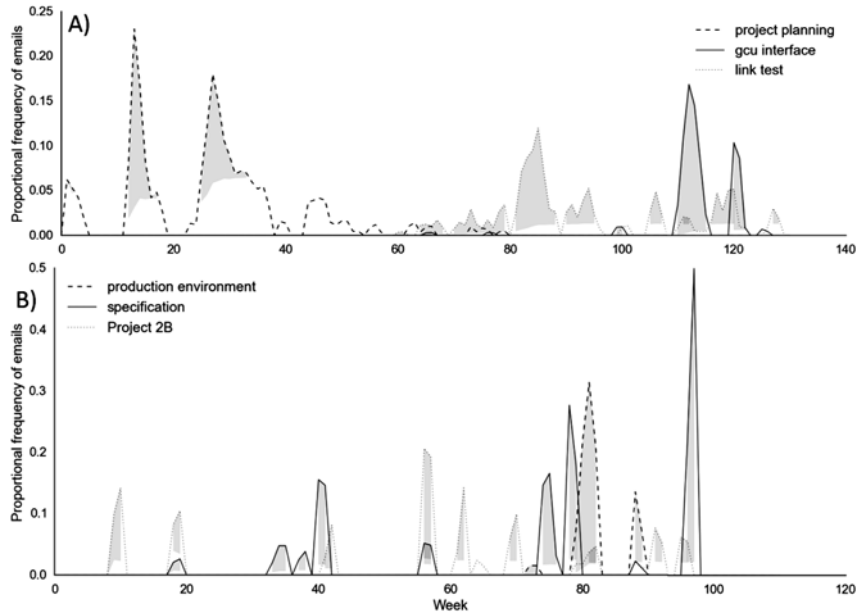 A)
0.25
0.20
0.15
0.10
0.05
0.00
Proportional frequency of emails
project planning
gcu interface
link test
0 20 40 60 80 100 120 140
B)
0.5
0.4
0.3
0.2
0.1
0.0
Proportional frequency of emails
production environment
specification
Project 2B
0 20 40 60 80 100 120
Week